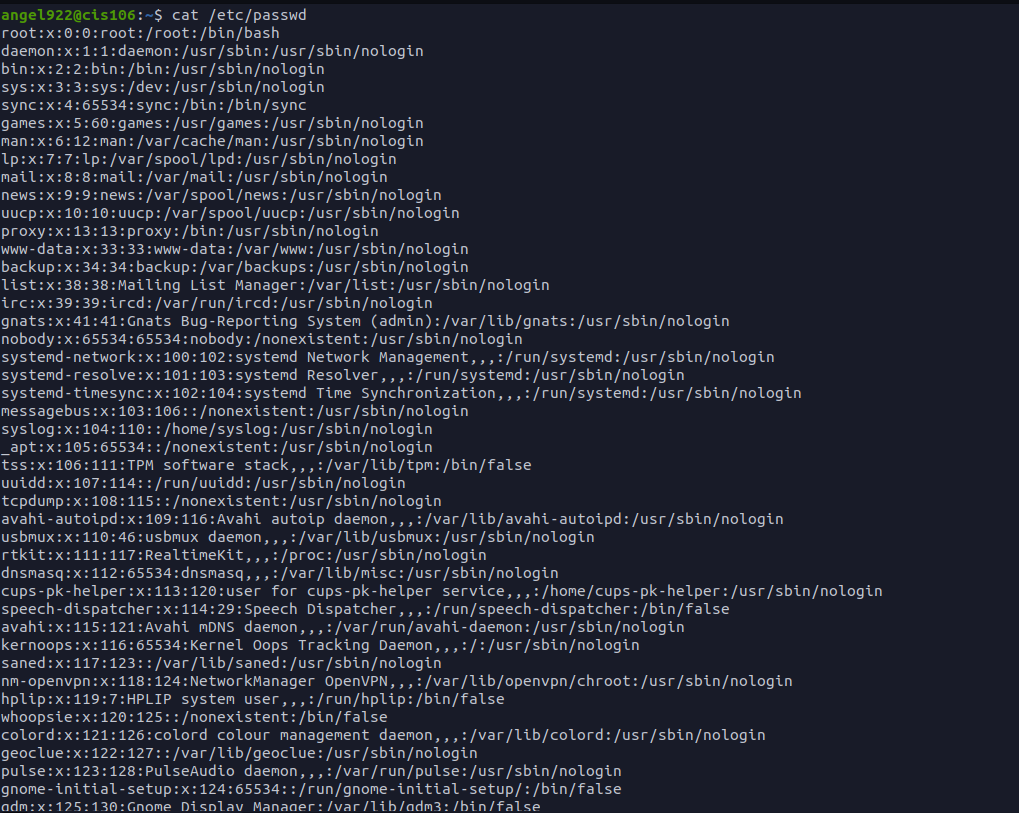 angel922@cis106:~$ cat /etc/passwd
root:x:0:0:root:/root:/bin/bash
daemon:x:1:1:daemon:/usr/sbin:/usr/sbin/nologin
bin:x:2:2:bin:/bin:/usr/sbin/nologin
sys:x:3:3:sys:/dev:/usr/sbin/nologin
sync:x:4:65534:sync:/bin:/bin/sync
games:x:5:60:games:/usr/games:/usr/sbin/nologin
man:x:6:12:man:/var/cache/man:/usr/sbin/nologin
lp:x:7:7:lp:/var/spool/lpd:/usr/sbin/nologin
mail:x:8:8:mail:/var/mail:/usr/sbin/nologin
news:x:9:9:news:/var/spool/news:/usr/sbin/nologin
uucp:x:10:10:uucp:/var/spool/uucp:/usr/sbin/nologin
proxy:x:13:13:proxy:/bin:/usr/sbin/nologin
www-data:x:33:33:www-data:/var/www:/usr/sbin/nologin
backup:x:34:34:backup:/var/backups:/usr/sbin/nologin
list:x:38:38:Mailing List Manager:/var/list:/usr/sbin/nologin
irc:x:39:39:ircd:/var/run/ircd:/usr/sbin/nologin
gnats:x:41:41:Gnats Bug-Reporting System (admin):/var/lib/gnats:/usr/sbin/nologin
nobody:x:65534:65534:nobody:/nonexistent:/usr/sbin/nologin
systemd-network:x:100:102:systemd Network Management,,,:/run/systemd:/usr/sbin/nologin
systemd-resolve:x:101:103:systemd Resolver,,,:/run/systemd:/usr/sbin/nologin
systemd-timesync:x:102:104:systemd Time Synchronization,,,:/run/systemd:/usr/sbin/nologin
messagebus:x:103:106::/nonexistent:/usr/sbin/nologin
syslog:x:104:110::/home/syslog:/usr/sbin/nologin
_apt:x:105:65534::/nonexistent:/usr/sbin/nologin
tss:x:106:111:TPM software stack,,,:/var/lib/tpm:/bin/false
uuidd:x:107:114::/run/uuidd:/usr/sbin/nologin
tcpdump:x:108:115::/nonexistent:/usr/sbin/nologin
avahi-autoipd:x:109:116:Avahi autoip daemon,,,:/var/lib/avahi-autoipd:/usr/sbin/nologin
usbmux:x:110:46:usbmux daemon,,,:/var/lib/usbmux:/usr/sbin/nologin
rtkit:x:111:117:RealtimeKit,,,:/proc:/usr/sbin/nologin
dnsmasq:x:112:65534:dnsmasq,,,:/var/lib/misc:/usr/sbin/nologin
cups-pk-helper:x:113:120:user for cups-pk-helper service,,,:/home/cups-pk-helper:/usr/sbin/nologin
speech-dispatcher:x:114:29:Speech Dispatcher,,,:/run/speech-dispatcher:/bin/false
avahi:x:115:121:Avahi mDNS daemon,,,:/var/run/avahi-daemon:/usr/sbin/nologin
kernoops:x:116:65534:Kernel Oops Tracking Daemon,,,:/:/usr/sbin/nologin
saned:x:117:123::/var/lib/saned:/usr/sbin/nologin
nm-openvpn:x:118:124:NetworkManager OpenVPN,,,:/var/lib/openvpn/chroot:/usr/sbin/nologin
hplip:x:119:7:HPLIP system user,,,:/run/hplip:/bin/false
whoopsie:x:120:125::/nonexistent:/bin/false
colord:x:121:126:colord colour management daemon,,,:/var/lib/colord:/usr/sbin/nologin
geoclue:x:122:127::/var/lib/geoclue:/usr/sbin/nologin
pulse:x:123:128:PulseAudio daemon,,,:/var/run/pulse:/usr/sbin/nologin
gnome-initial-setup:x:124:65534::/run/gnome-initial-setup/:/bin/false
gdm:x:125:130:Gnome Display Manager:/var/lib/gdm3:/bin/false